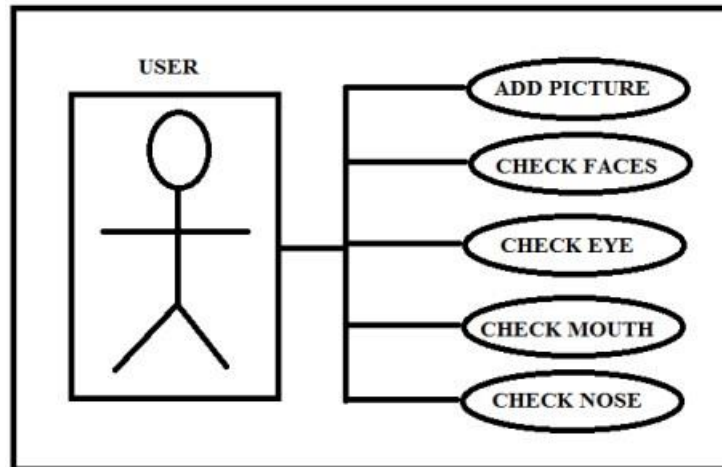 USER
ADD PICTURE
CHECK FACES
CHECK EYE
CHECK MOUTH
CHECK NOSE